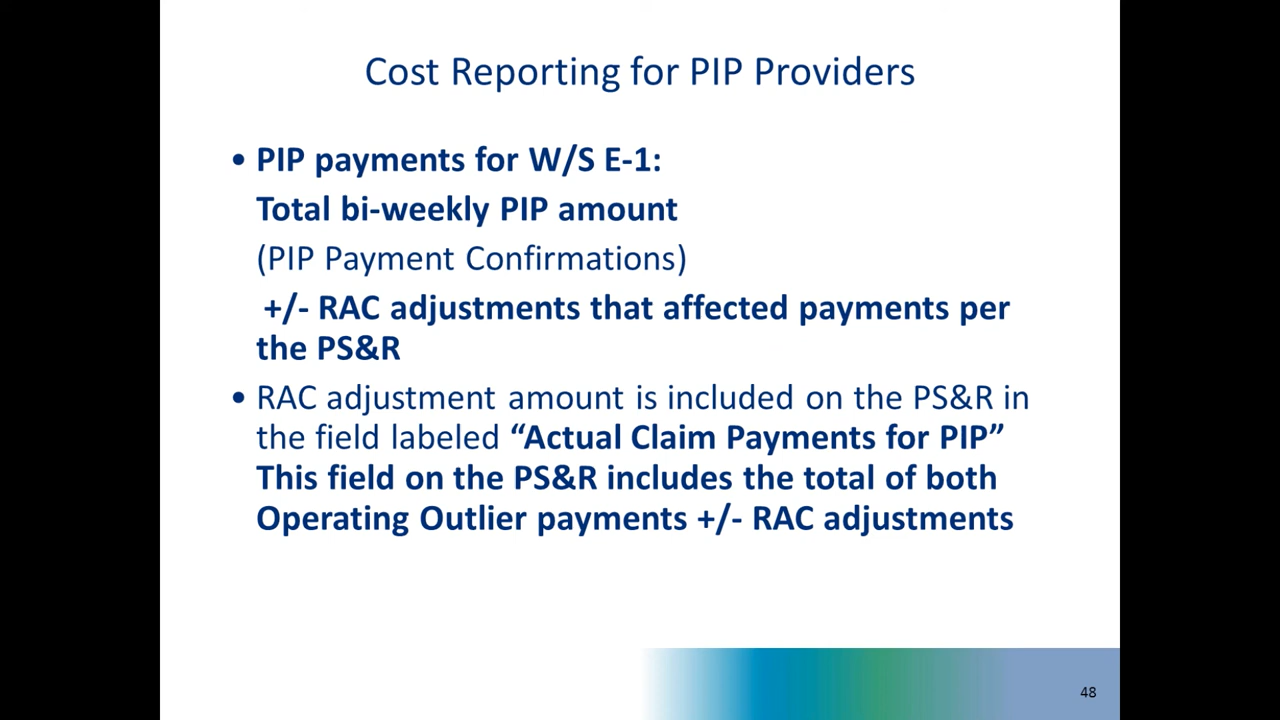 Cost Reporting for PIP Providers
• PIP payments for W/S E-1:
Total bi-weekly PIP amount
(PIP Payment Confirmations)
+/- RAC adjustments that affected payments per
the PS&R
• RAC adjustment amount is included on the PS&R in
the field labeled “Actual Claim Payments for PIP”
This field on the PS&R includes the total of both
Operating Outlier payments +/- RAC adjustments
48